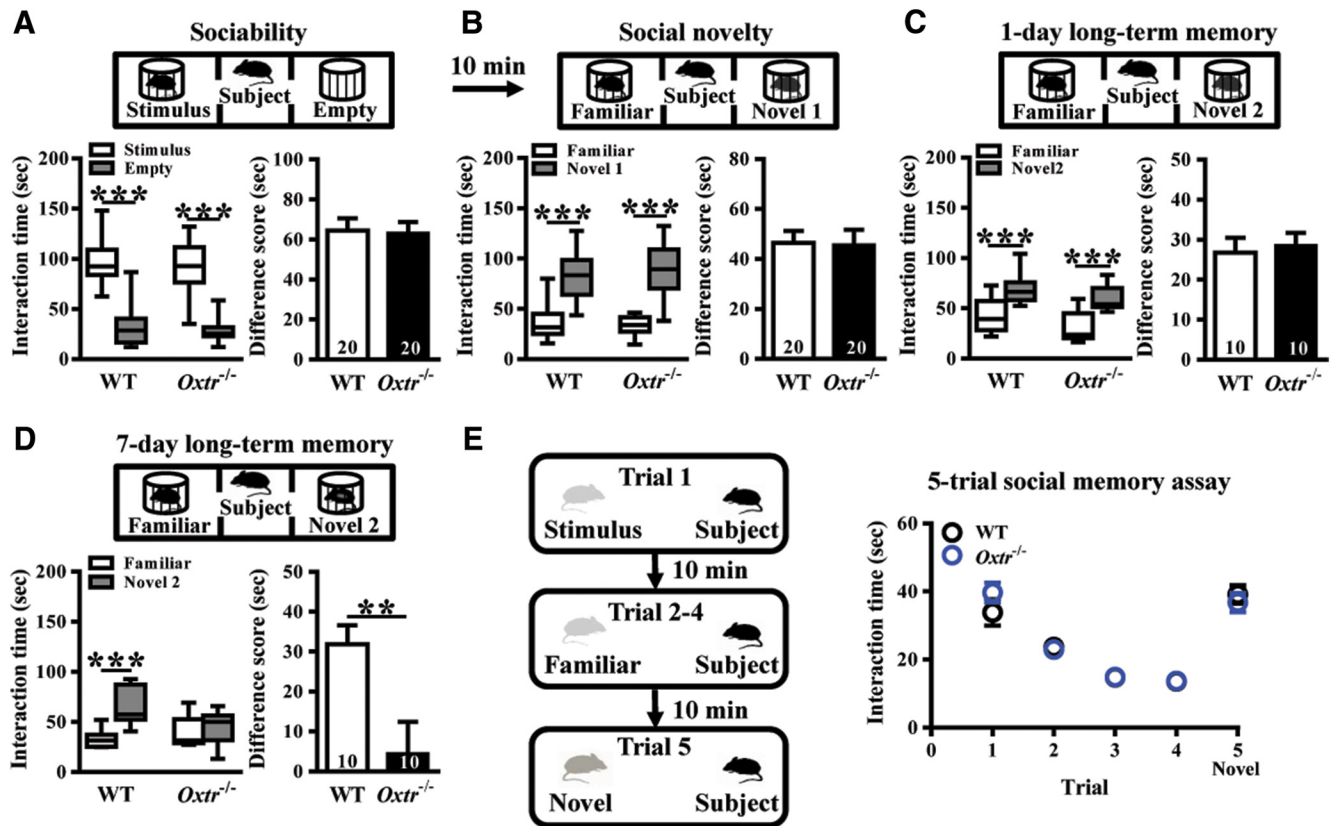 A
Sociability
Stimulus
Subject
Empty
Interaction time (sec)
200
150
100
50
0
Stimulus
Empty
***
***
WT
Oxtr-/-
Difference score (sec)
100
80
60
40
20
0
20
20
WT
Oxtr-/-
B
10 min
Social novelty
Familiar
Subject
Novel 1
Interaction time (sec)
200
150
100
50
0
Familiar
Novel 1
***
***
WT
Oxtr-/-
Difference score (sec)
80
60
40
20
0
20
20
WT
Oxtr-/-
C
1-day long-term memory
Familiar
Subject
Novel 2
Interaction time (sec)
200
150
100
50
0
Familiar
Novel2
***
***
WT
Oxtr-/-
Difference score (sec)
50
40
30
20
10
0
10
10
WT
Oxtr-/-
D
7-day long-term memory
Familiar
Subject
Novel 2
Interaction time (sec)
200
150
100
50
0
Familiar
Novel 2
***
WT
Oxtr-/-
Difference score (sec)
50
40
30
20
10
0
**
10
10
WT
Oxtr-/-
E
Trial 1
Stimulus
Subject
10 min
Trial 2-4
Familiar
Subject
10 min
Trial 5
Novel
Subject
5-trial social memory assay
Interaction time (sec)
60
40
20
0
WT
Oxtr-/-
0
1
2
3
4
5
Novel
Trial